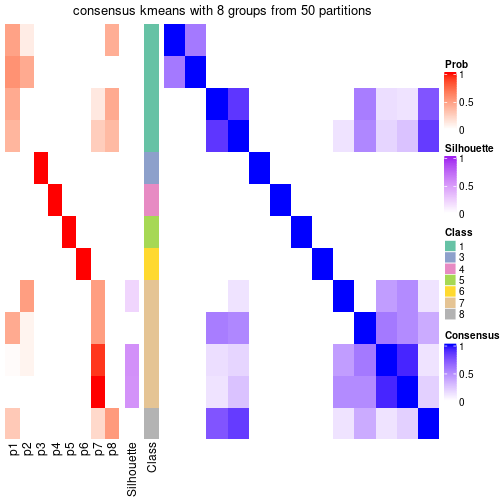 consensus kmeans with 8 groups from 50 partitions
Prob
1
0.5
0
Silhouette
1
0.5
0
Class
1
3
4
5
6
7
8
Consensus
1
0.5
0
p1
p2
p3
p4
p5
p6
p7
p8
Silhouette
Class